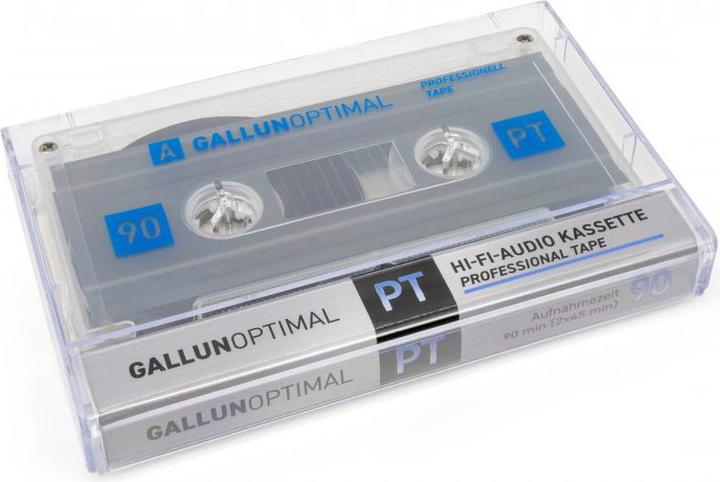 PROFESSIONELL
TAPE
A GALLUNOPTIMAL
PT
90
HI-FI-AUDIO KASSETTE
PROFESSIONAL TAPE
GALLUNOPTIMAL PT
Aufnahmezeit
90 min (2x45 min)
90
GALLUNOPTIMAL PT